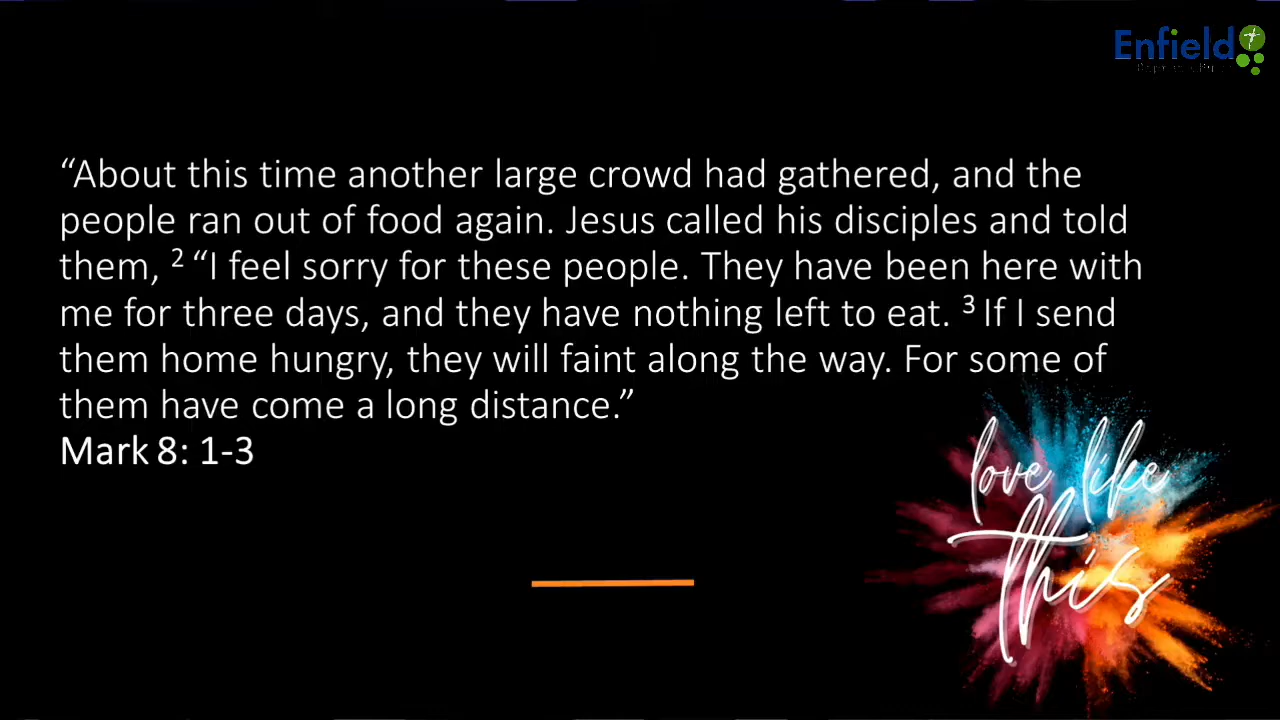 Enfield
“About this time another large crowd had gathered, and the
people ran out of food again. Jesus called his disciples and told
them, 2 “I feel sorry for these people. They have been here with
me for three days, and they have nothing left to eat. 3 If I send
them home hungry, they will faint along the way. For some of
them have come a long distance.”
Mark 8: 1-3
love like
this